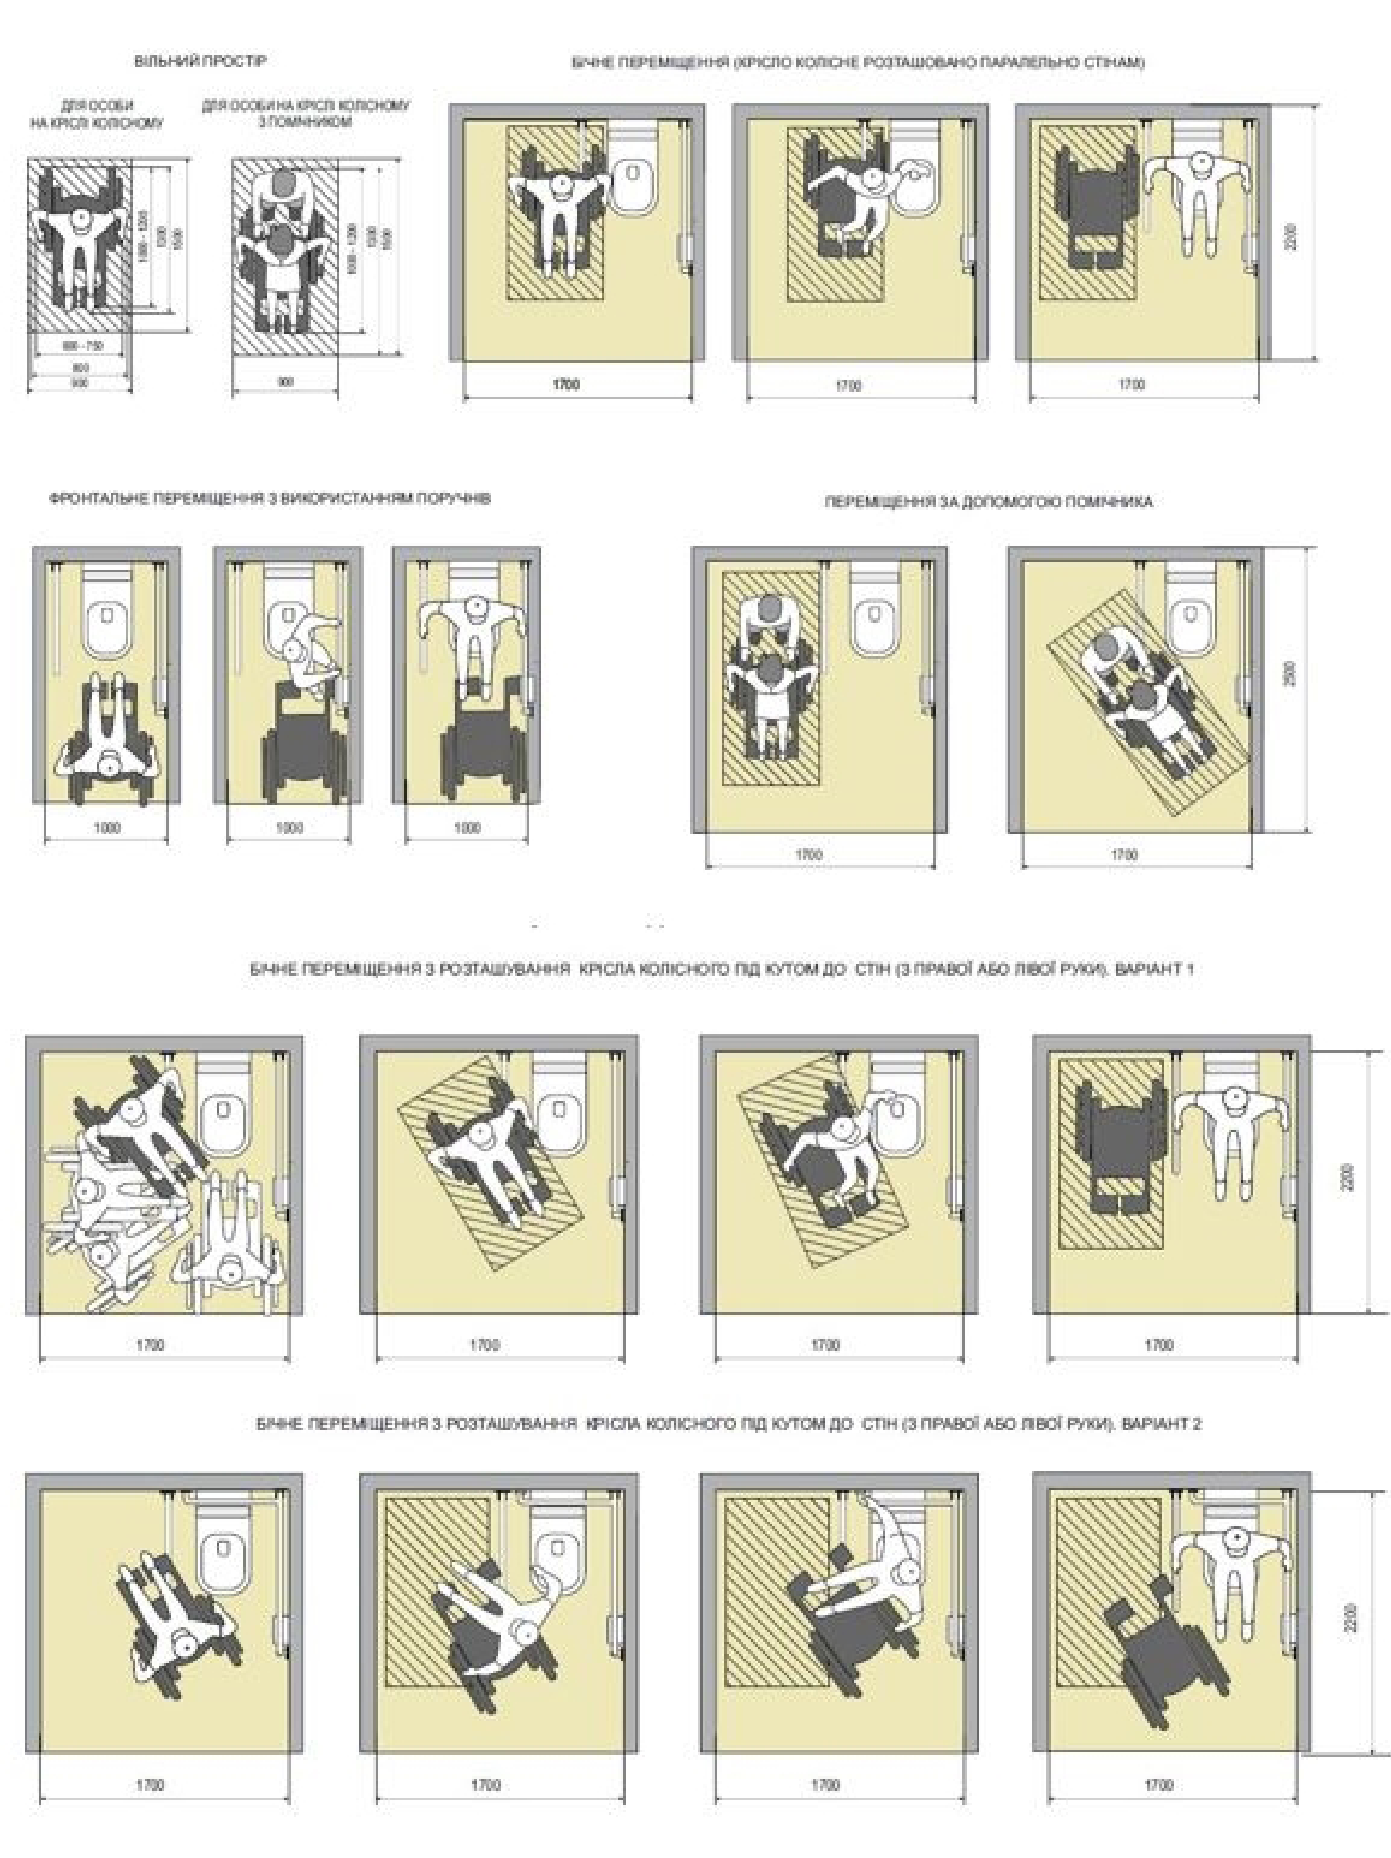 ВІЛЬНИЙ ПРОСТІР
БІЧНЕ ПЕРЕМІЩЕННЯ (КРІСЛО КОЛІСНЕ РОЗТАШОВАНО ПАРАЛЕЛЬНО СТІНАМ)
ДЛЯ ОСОБИ
НА КРІСЛІ КОЛІСНОМУ
ДЛЯ ОСОБИ НА КРІСЛІ КОЛІСНОМУ
З ПОМІЧНИКОМ
2200
800
900
900
1700
1700
1700
ФРОНТАЛЬНЕ ПЕРЕМІЩЕННЯ З ВИКОРИСТАННЯМ ПОРУЧНІВ
ПЕРЕМІЩЕННЯ ЗА ДОПОМОГОЮ ПОМІЧНИКА
2500
1000
1000
1000
1700
1700
БІЧНЕ ПЕРЕМІЩЕННЯ З РОЗТАШУВАННЯ КРІСЛА КОЛІСНОГО ПІД КУТОМ ДО СТІН (З ПРАВОЇ АБО ЛІВОЇ РУКИ). ВАРІАНТ 1
2200
1700
1700
1700
1700
БІЧНЕ ПЕРЕМІЩЕННЯ З РОЗТАШУВАННЯ КРІСЛА КОЛІСНОГО ПІД КУТОМ ДО СТІН (З ПРАВОЇ АБО ЛІВОЇ РУКИ). ВАРІАНТ 2
2200
1700
1700
1700
1700